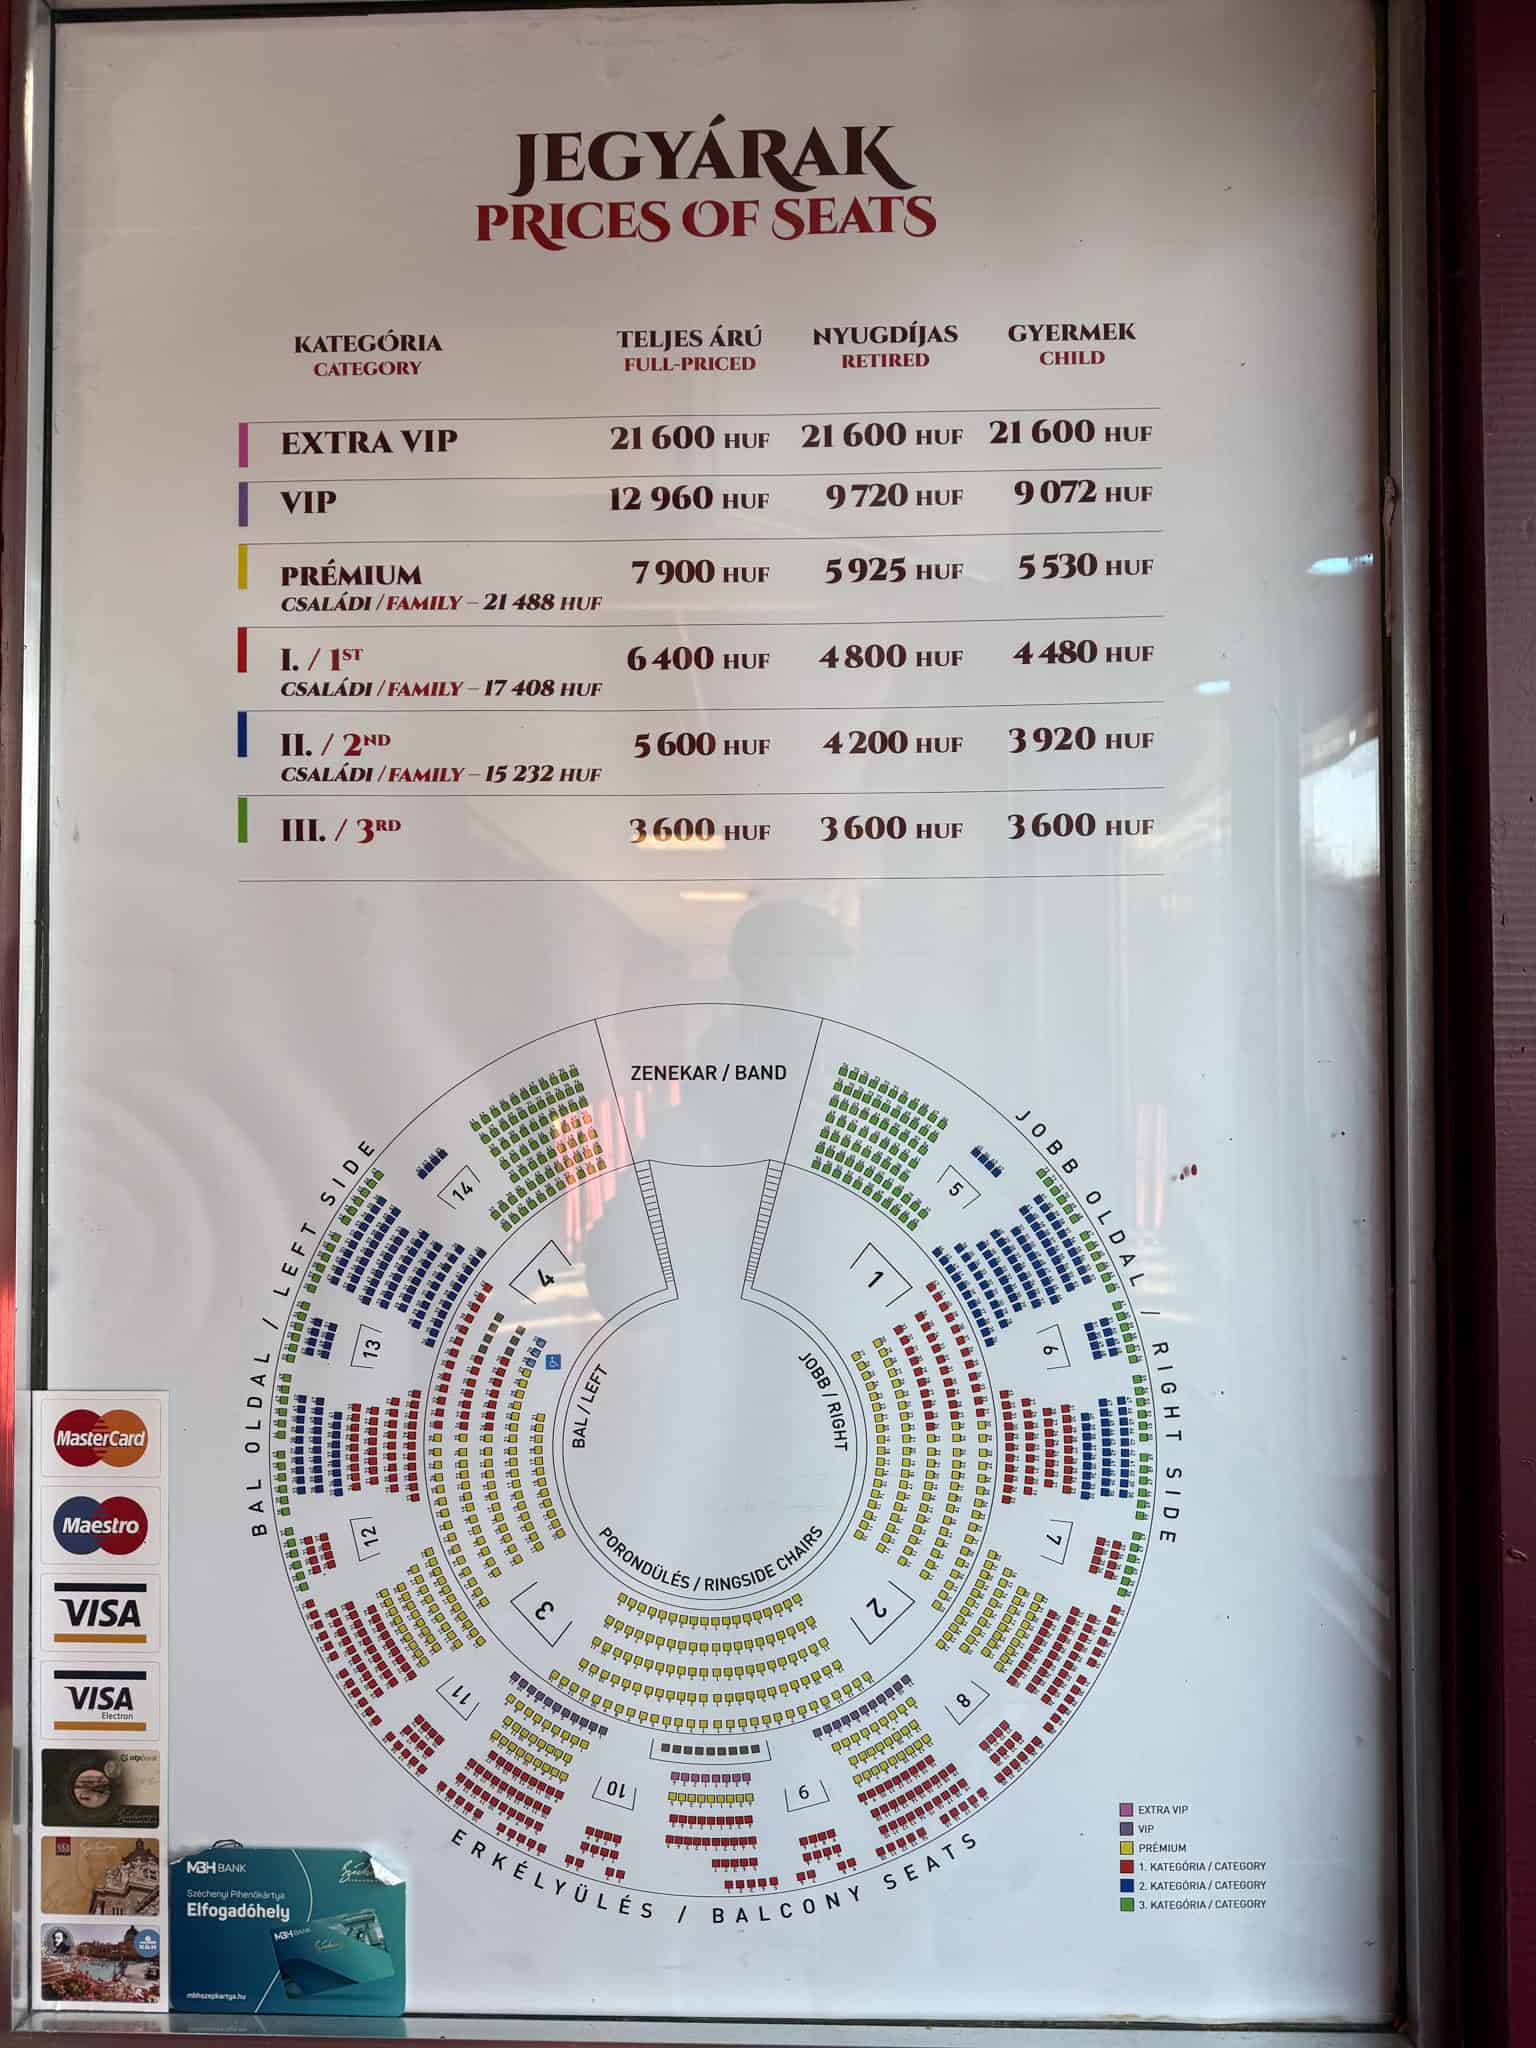 JEGYÁRAK
PRICES OF SEATS
KATEGÓRIA TELJES ÁRÚ NYUGDÍJAS GYERMEK
CATEGORY FULL-PRICED RETIRED CHILD
EXTRA VIP 21 600 HUF 21 600 HUF 21 600 HUF
VIP 12 960 HUF 9 720 HUF 9 072 HUF
PRÉMIUM 7 900 HUF 5 925 HUF 5 530 HUF
CSALÁDI / FAMILY – 21 488 HUF
I. / 1ST 6 400 HUF 4 800 HUF 4 480 HUF
CSALÁDI / FAMILY – 17 408 HUF
II. / 2ND 5 600 HUF 4 200 HUF 3 920 HUF
CSALÁDI / FAMILY – 15 232 HUF
III. / 3RD 3 600 HUF 3 600 HUF 3 600 HUF
ZENEKAR / BAND
BAL OLDAL / LEFT SIDE
JOBB OLDAL / RIGHT SIDE
14
5
4
1
13
6
BAL / LEFT
JOBB / RIGHT
12
7
PORONDÜLÉS / RINGSIDE CHAIRS
3
2
11
8
10
9
ERKÉLYÜLÉS / BALCONY SEATS
EXTRA VIP
VIP
PRÉMIUM
1. KATEGÓRIA / CATEGORY
2. KATEGÓRIA / CATEGORY
3. KATEGÓRIA / CATEGORY
MasterCard
Maestro
VISA
VISA
Electron
MBH BANK
Széchenyi Pihenőkártya
Elfogadóhely
MBH BANK
mbhszepkartya.hu